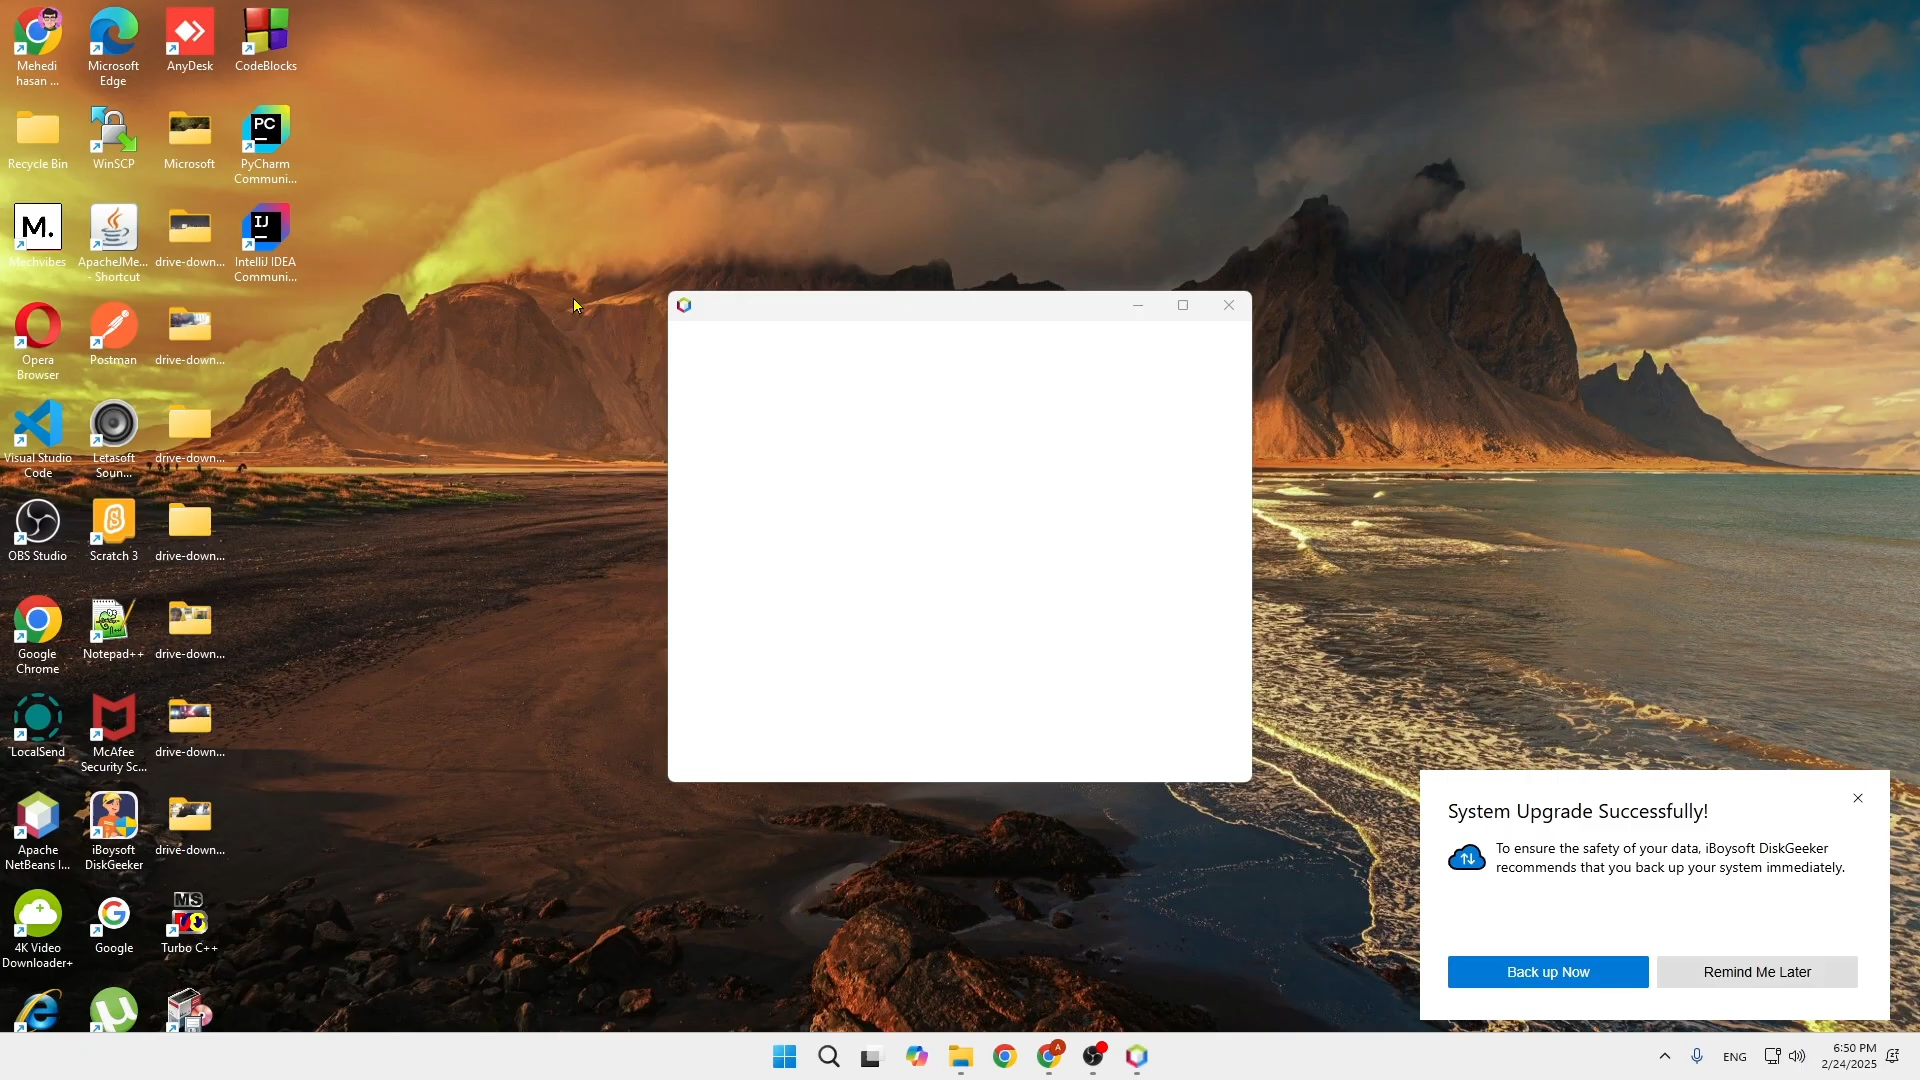 Mehedi
hasan ...
Microsoft
Edge
AnyDesk
CodeBlocks
Recycle Bin
WinSCP
Microsoft
PC
PyCharm
Communi...
M.
Mechvibes
ApacheJMe...
- Shortcut
drive-down...
IJ
IntelliJ IDEA
Communi...
Opera
Browser
Postman
drive-down...
Visual Studio
Code
Letasoft
Soun...
drive-down...
OBS Studio
Scratch 3
drive-down...
Google
Chrome
Notepad++
drive-down...
LocalSend
McAfee
Security Sc...
drive-down...
Apache
NetBeans I...
iBoysoft
DiskGeeker
drive-down...
4K Video
Downloader+
Google
MS
Turbo C++
System Upgrade Successfully!
To ensure the safety of your data, iBoysoft DiskGeeker
recommends that you back up your system immediately.
Back up Now
Remind Me Later
A
ENG
6:50 PM
2/24/2025